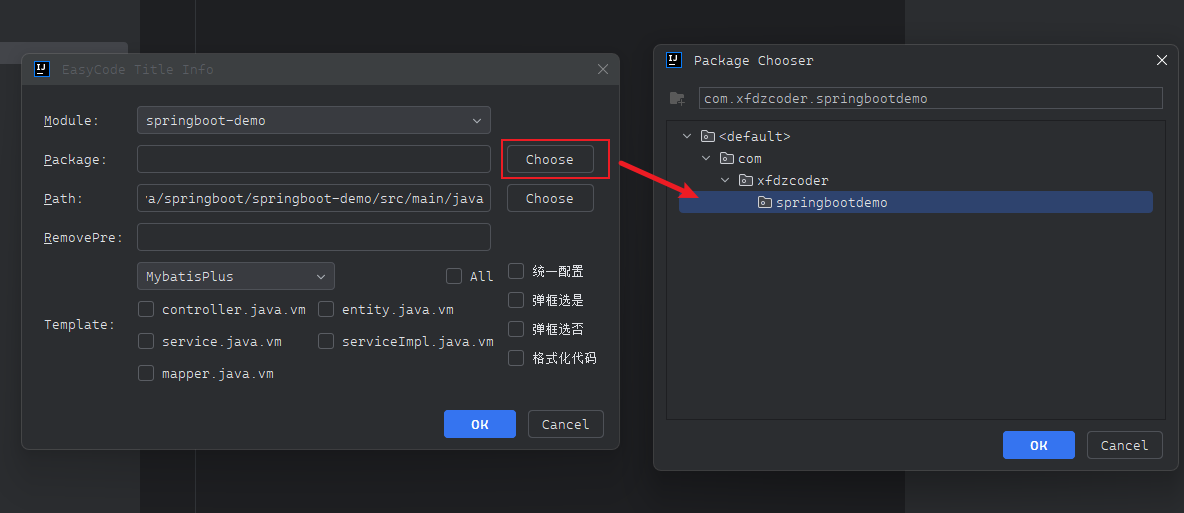 EasyCode Title Info
Module:
springboot-demo
Package:
Choose
Path:
a/springboot/springboot-demo/src/main/java
Choose
RemovePre:
Template:
MybatisPlus
All
controller.java.vm
entity.java.vm
service.java.vm
serviceImpl.java.vm
mapper.java.vm
统一配置
弹框选是
弹框选否
格式化代码
OK
Cancel
Package Chooser
com.xfdzcoder.springbootdemo
<default>
com
xfdzcoder
springbootdemo
OK
Cancel